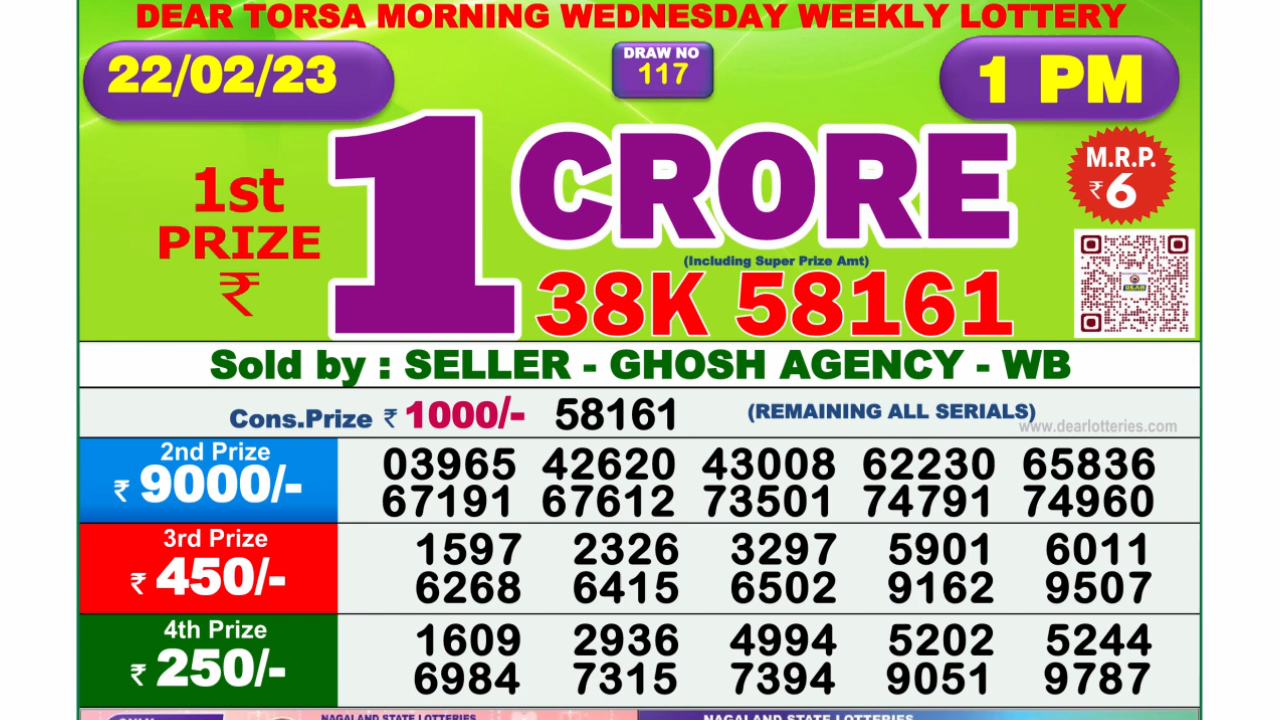 DEAR TORSA MORNING WEDNESDAY WEEKLY LOTTERY
22/02/23
DRAW NO
117
1 PM
1st
PRIZE
₹
1 CRORE
(Including Super Prize Amt)
38K 58161
M.R.P.
₹ 6
Sold by : SELLER - GHOSH AGENCY - WB
Cons.Prize ₹ 1000/- 58161 (REMAINING ALL SERIALS)
www.dearlotteries.com
2nd Prize
₹ 9000/-
03965 42620 43008 62230 65836
67191 67612 73501 74791 74960
3rd Prize
₹ 450/-
1597 2326 3297 5901 6011
6268 6415 6502 9162 9507
4th Prize
₹ 250/-
1609 2936 4994 5202 5244
6984 7315 7394 9051 9787
NAGALAND STATE LOTTERIES
NAGALAND STATE LOTTERIES